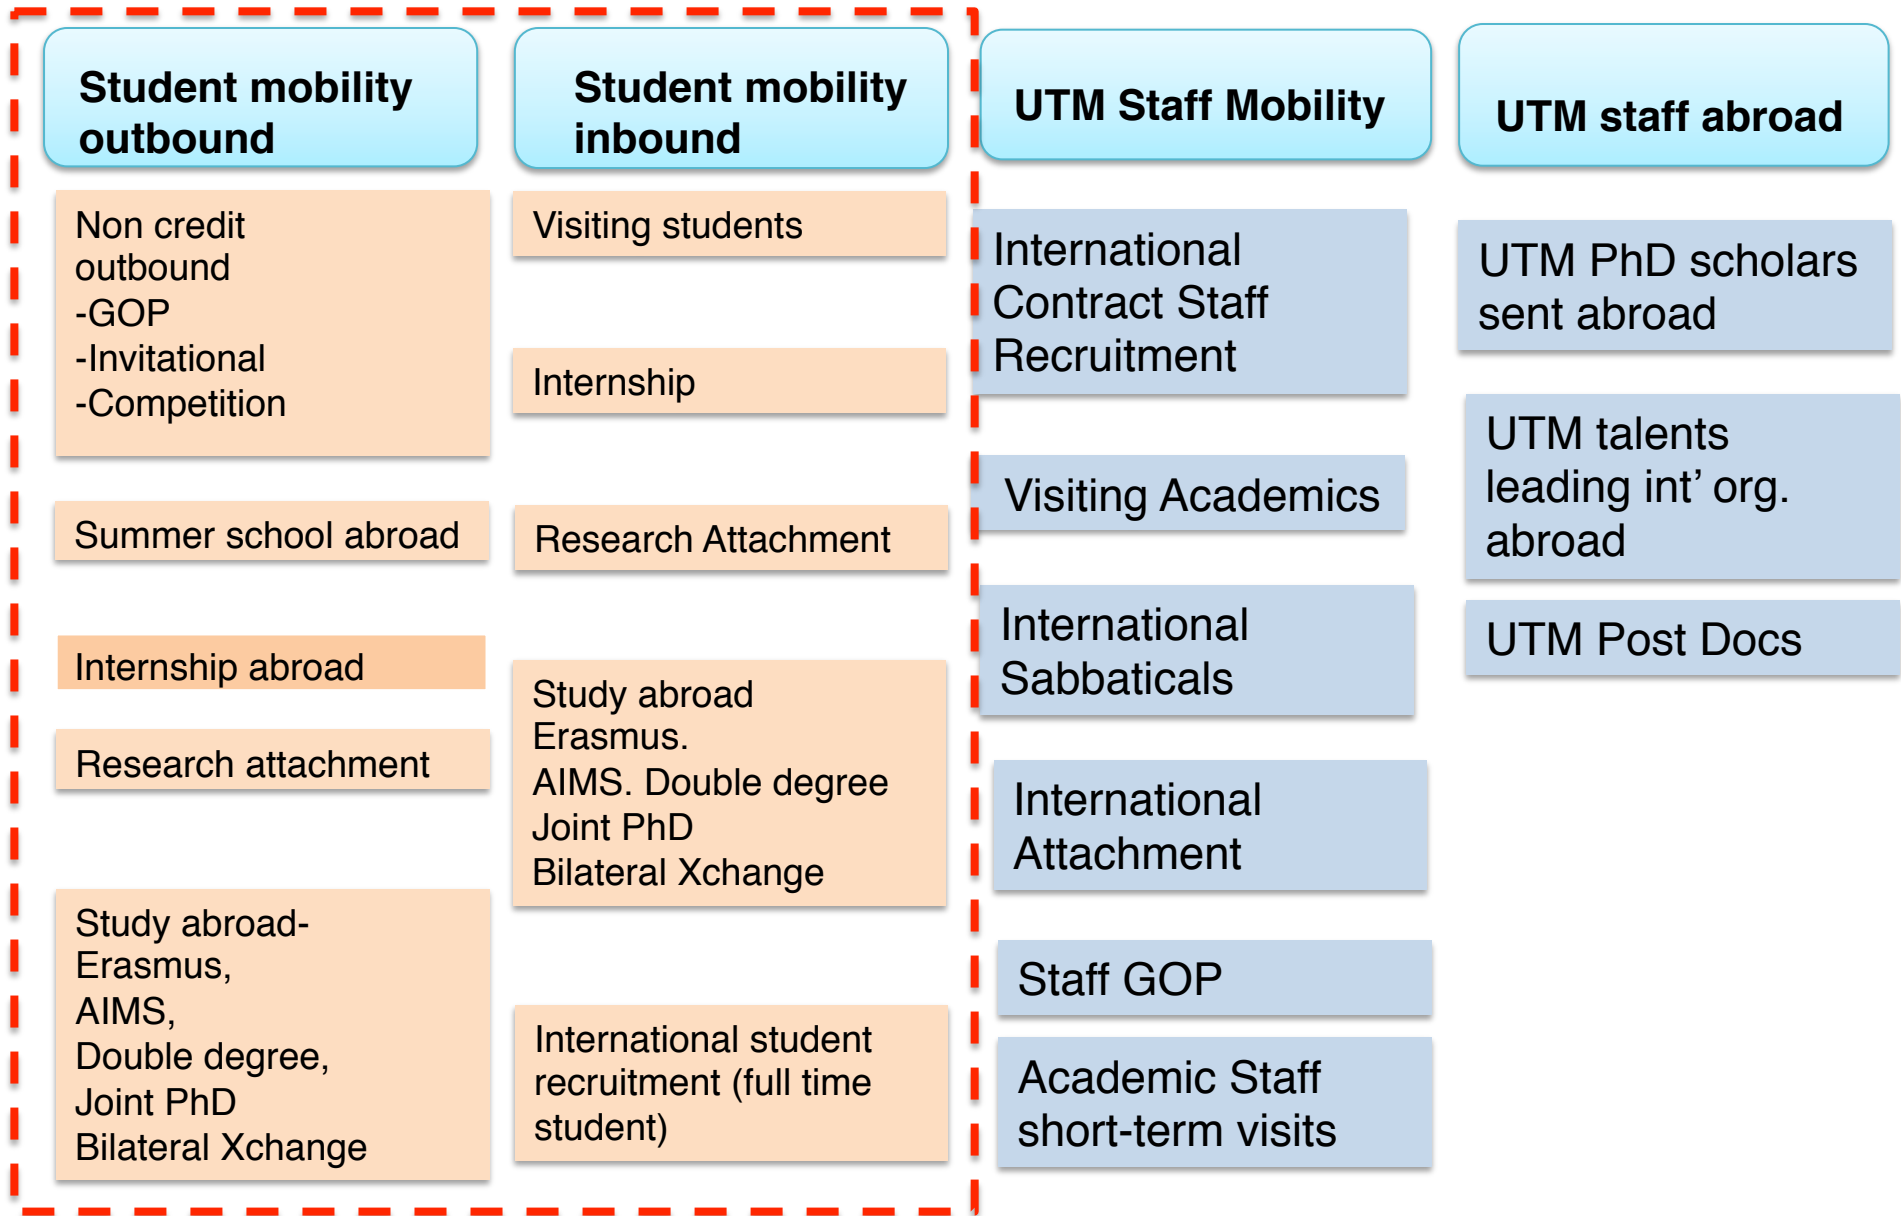 Student mobility
outbound
Non credit
outbound
-GOP
-Invitational
-Competition
Summer school abroad
Internship abroad
Research attachment
Study abroad-
Erasmus,
AIMS,
Double degree,
Joint PhD
Bilateral Xchange
Student mobility
inbound
Visiting students
Internship
Research Attachment
Study abroad
Erasmus.
AIMS. Double degree
Joint PhD
Bilateral Xchange
International student
recruitment (full time
student)
UTM Staff Mobility
International
Contract Staff
Recruitment
Visiting Academics
International
Sabbaticals
International
Attachment
Staff GOP
Academic Staff
short-term visits
UTM staff abroad
UTM PhD scholars
sent abroad
UTM talents
leading int’ org.
abroad
UTM Post Docs